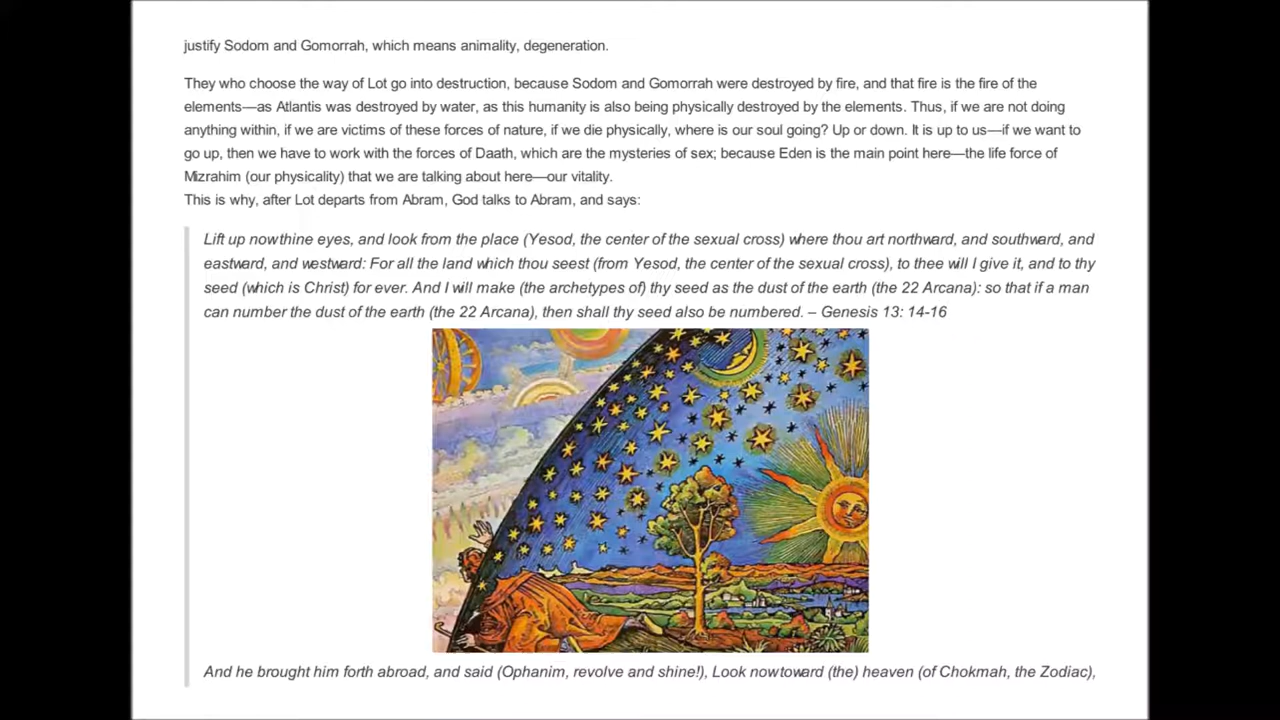 justify Sodom and Gomorrah, which means animality, degeneration.
They who choose the way of Lot go into destruction, because Sodom and Gomorrah were destroyed by fire, and that fire is the fire of the
elements—as Atlantis was destroyed by water, as this humanity is also being physically destroyed by the elements. Thus, if we are not doing
anything within, if we are victims of these forces of nature, if we die physically, where is our soul going? Up or down. It is up to us—if we want to
go up, then we have to work with the forces of Daath, which are the mysteries of sex; because Eden is the main point here—the life force of
Mizrahim (our physicality) that we are talking about here—our vitality.
This is why, after Lot departs from Abram, God talks to Abram, and says:
Lift up now thine eyes, and look from the place (Yesod, the center of the sexual cross) where thou art northward, and southward, and
eastward, and westward: For all the land which thou seest (from Yesod, the center of the sexual cross), to thee will I give it, and to thy
seed (which is Christ) for ever. And I will make (the archetypes of) thy seed as the dust of the earth (the 22 Arcana): so that if a man
can number the dust of the earth (the 22 Arcana), then shall thy seed also be numbered. – Genesis 13: 14-16
And he brought him forth abroad, and said (Ophanim, revolve and shine!), Look now toward (the) heaven (of Chokmah, the Zodiac),